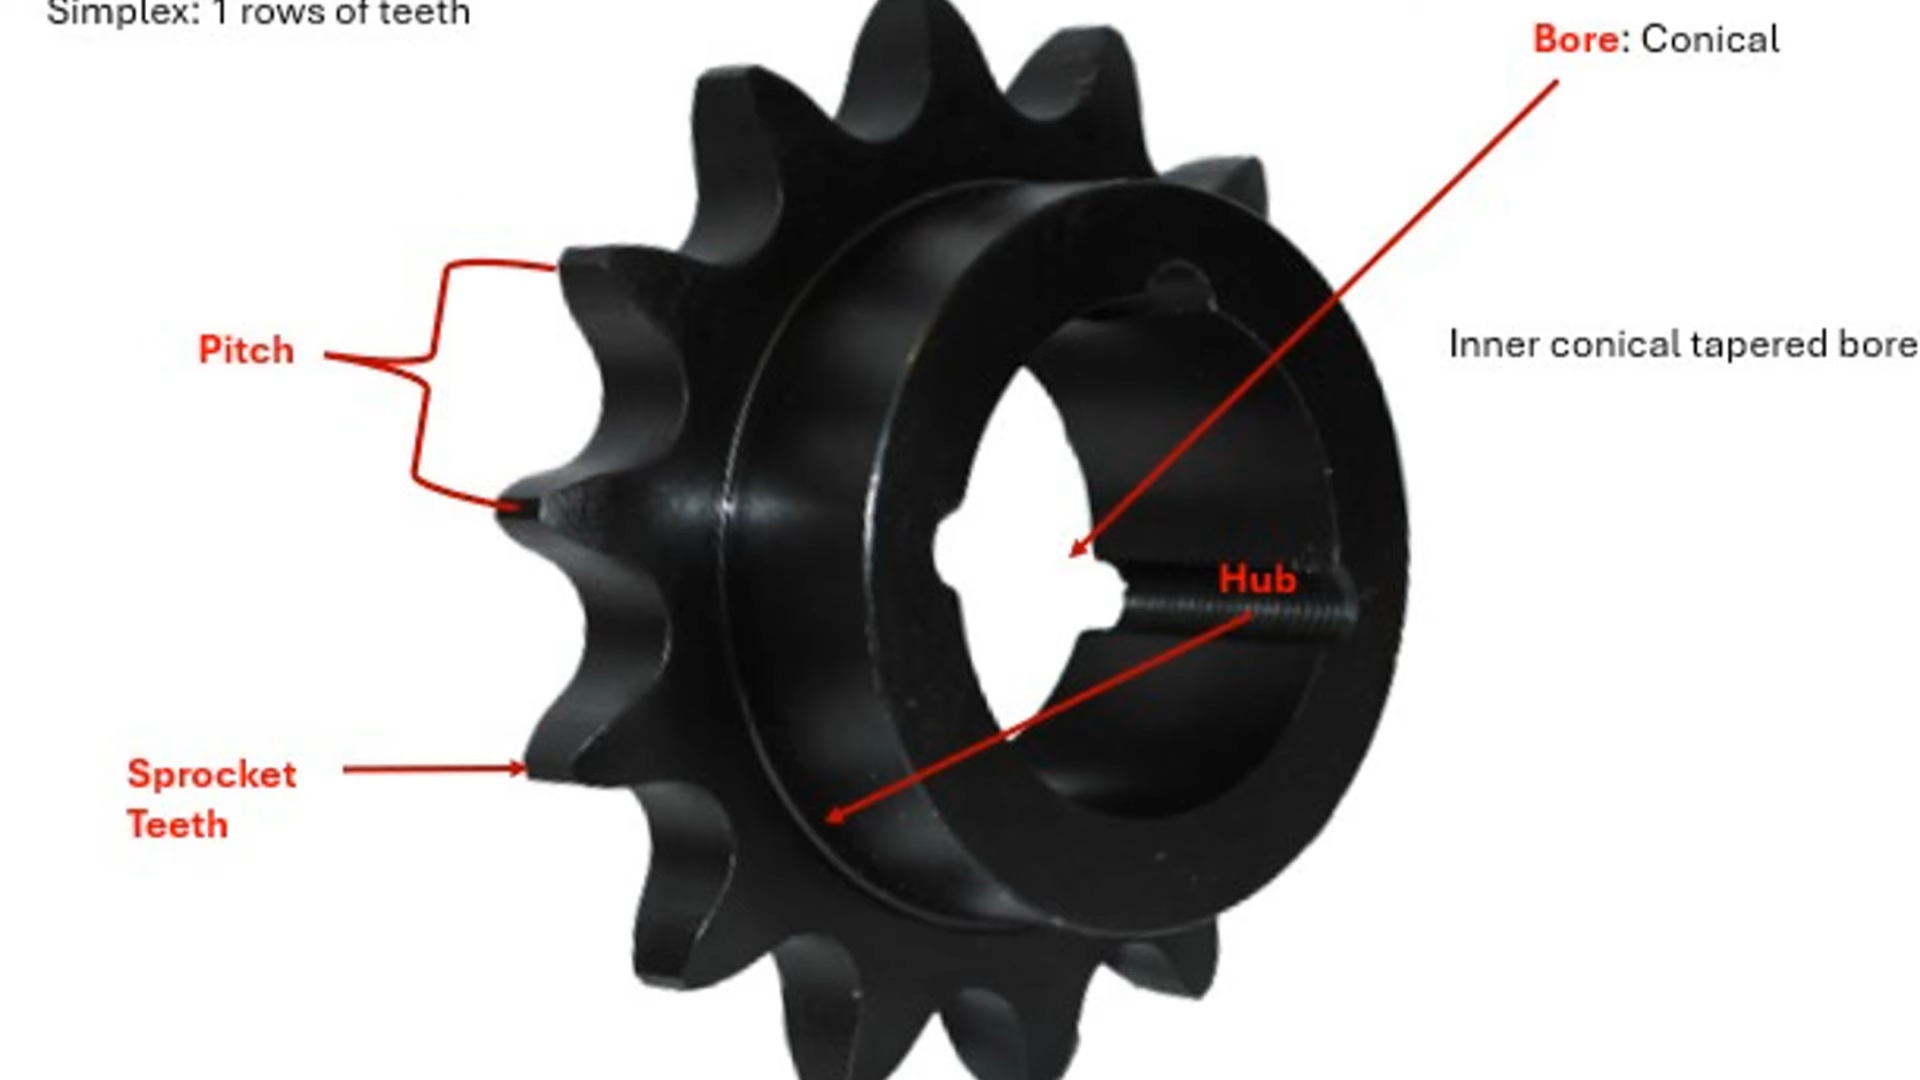 Simplex: 1 rows of teeth
Bore: Conical
Pitch
Inner conical tapered bore
Hub
Sprocket
Teeth